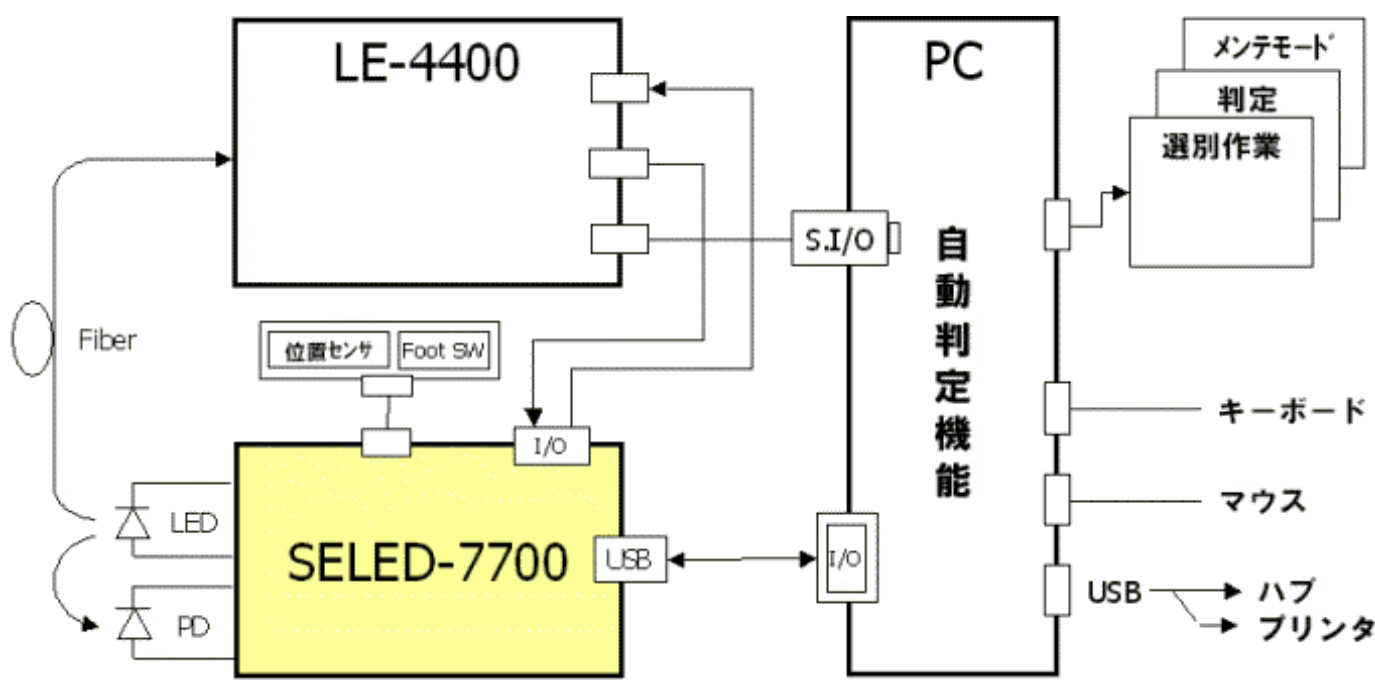 LE-4400
PC
メンテモード
判定
選別作業
S.I/O
自動判定機能
Fiber
位置センサ
Foot SW
I/O
キーボード
LED
SELED-7700
USB
I/O
マウス
PD
USB
ハブ
プリンタ